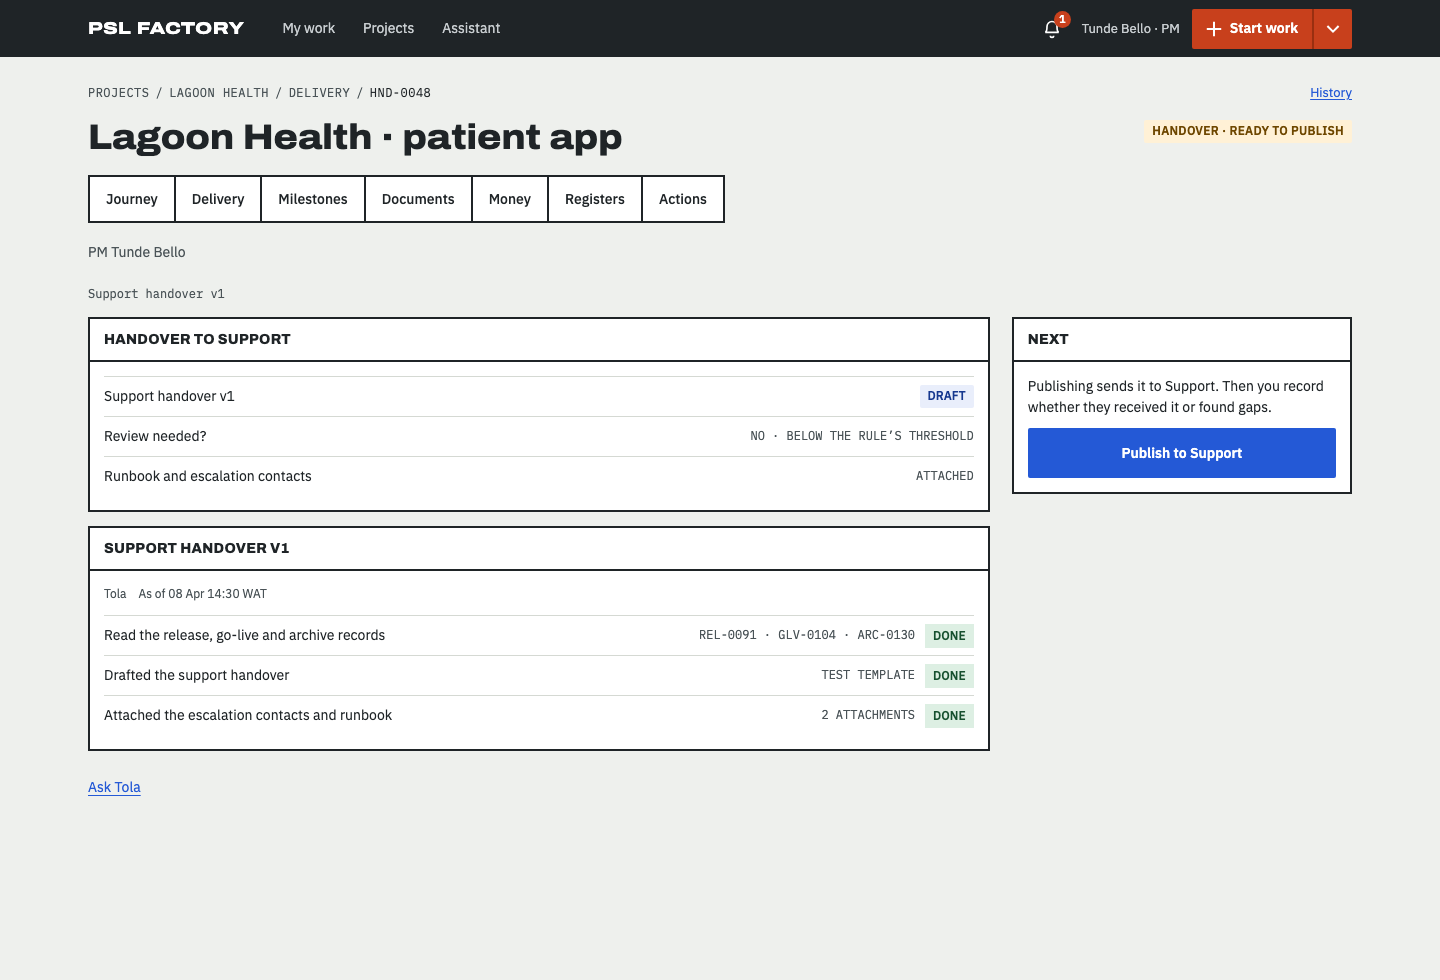 PSL FACTORY My work Projects Assistant 1 Tunde Bello · PM Start work
PROJECTS / LAGOON HEALTH / DELIVERY / HND-0048 History
Lagoon Health · patient app HANDOVER · READY TO PUBLISH
Journey Delivery Milestones Documents Money Registers Actions
PM Tunde Bello
Support handover v1
HANDOVER TO SUPPORT
Support handover v1 DRAFT
Review needed? NO · BELOW THE RULE’S THRESHOLD
Runbook and escalation contacts ATTACHED
NEXT
Publishing sends it to Support. Then you record
whether they received it or found gaps.
Publish to Support
SUPPORT HANDOVER V1
Tola As of 08 Apr 14:30 WAT
Read the release, go-live and archive records REL-0091 · GLV-0104 · ARC-0130 DONE
Drafted the support handover TEST TEMPLATE DONE
Attached the escalation contacts and runbook 2 ATTACHMENTS DONE
Ask Tola